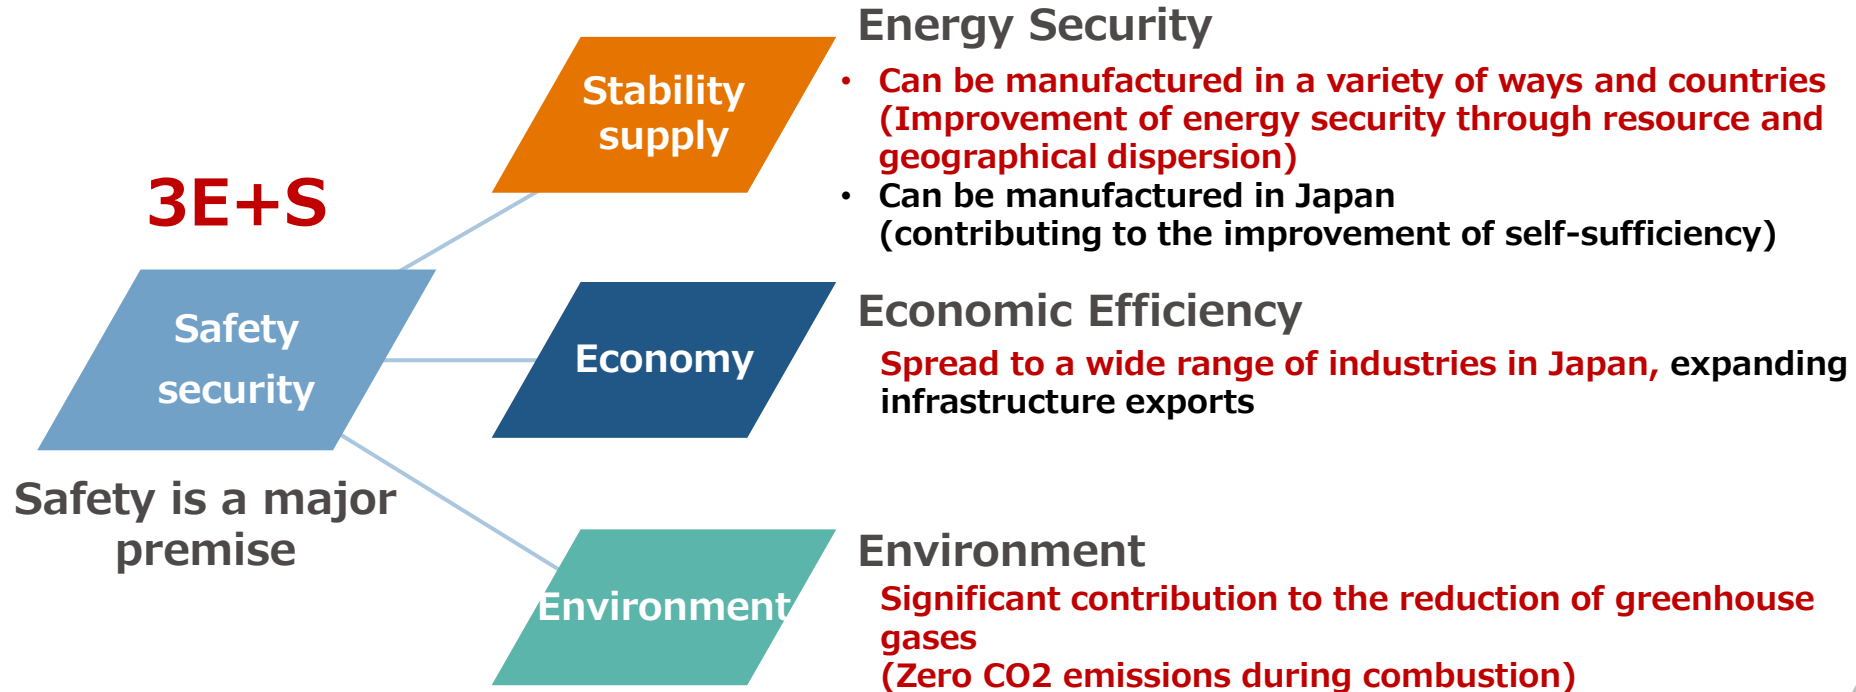 3E+S
Safety
security
Safety is a major
premise
Stability
supply
Energy Security
• Can be manufactured in a variety of ways and countries
(Improvement of energy security through resource and
geographical dispersion)
• Can be manufactured in Japan
(contributing to the improvement of self-sufficiency)
Economy
Economic Efficiency
Spread to a wide range of industries in Japan, expanding
infrastructure exports
Environment
Environment
Significant contribution to the reduction of greenhouse
gases
(Zero CO2 emissions during combustion)